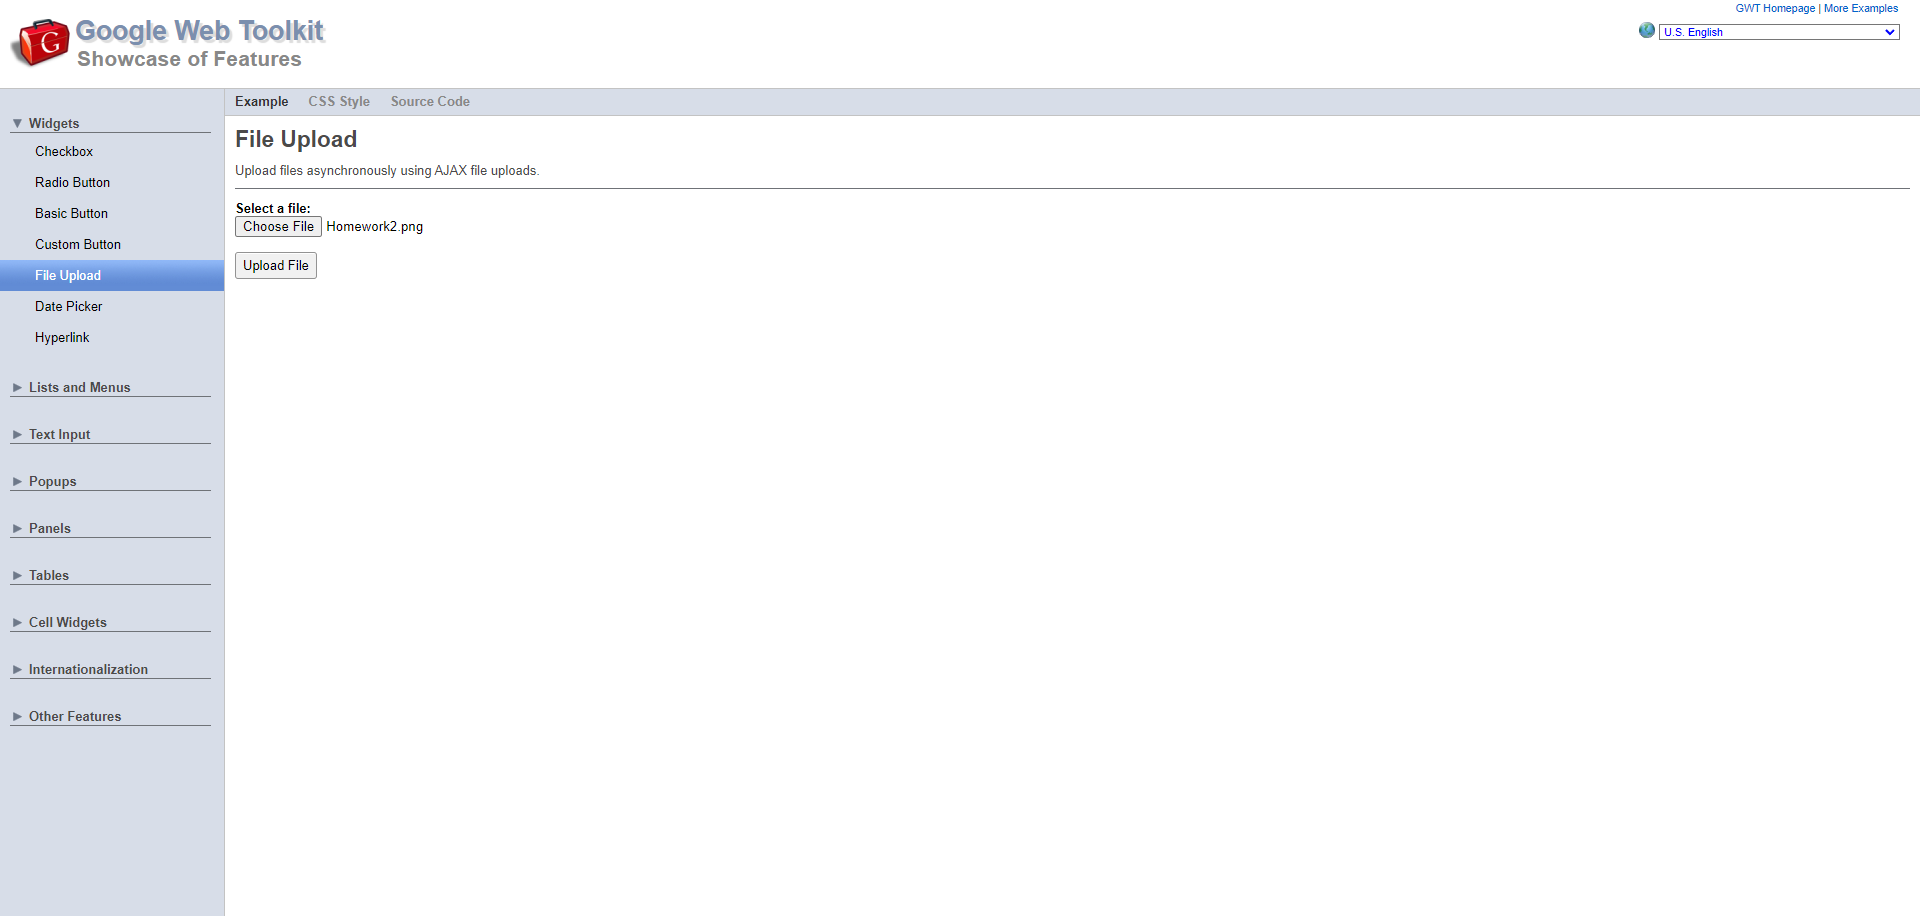 GWT Homepage | More Examples
Google Web Toolkit
Showcase of Features
U.S. English
Example CSS Style Source Code
Widgets
Checkbox
Radio Button
Basic Button
Custom Button
File Upload
Date Picker
Hyperlink
Lists and Menus
Text Input
Popups
Panels
Tables
Cell Widgets
Internationalization
Other Features
File Upload
Upload files asynchronously using AJAX file uploads.
Select a file:
Choose File Homework2.png
Upload File